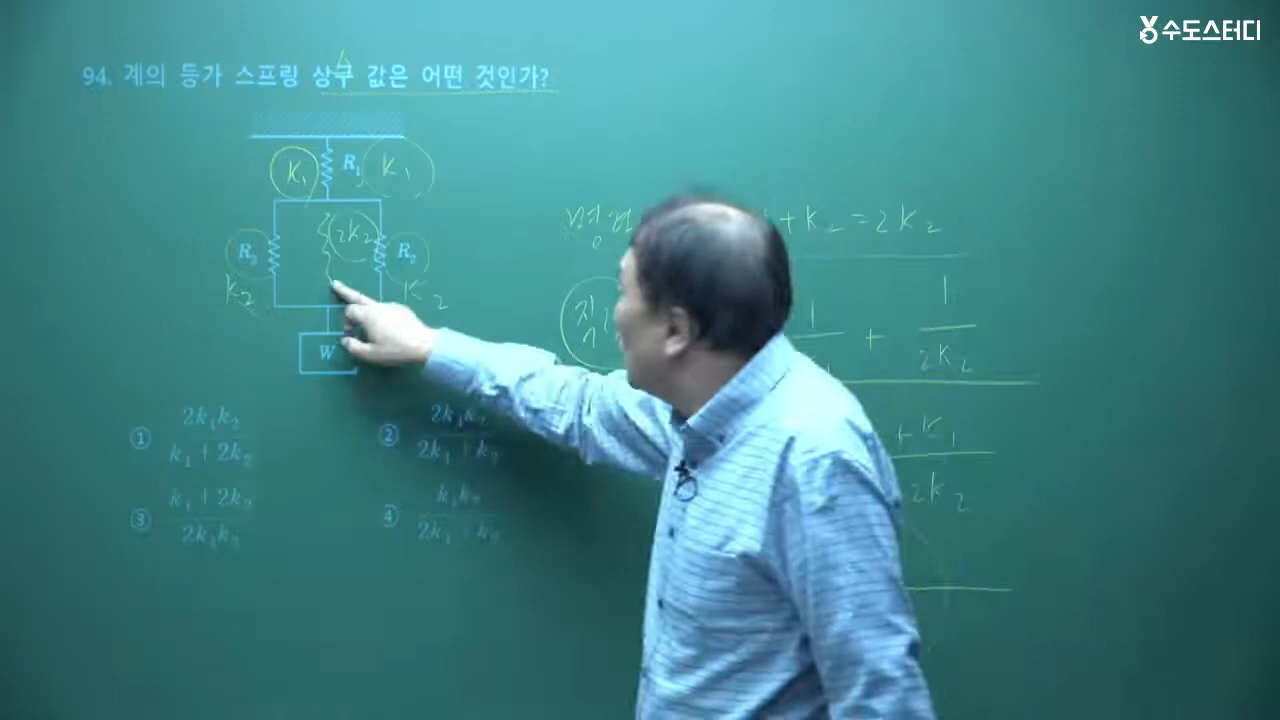 수도스터디
94. 계의 등가 스프링 상수 값은 어떤 것인가?
k₁ R₁ k₁
R₂ 2k₂ R₂
k₂ k₂
W
+ k₂ = 2k₂
1 + 1
2k₂
+ k₁
2k₂
① 2k₁k₂ / k₁ + 2k₂
② 2k₁k₂ / 2k₁ + k₂
③ k₁ + 2k₂ / 2k₁k₂
④ k₁k₂ / 2k₁ + k₂